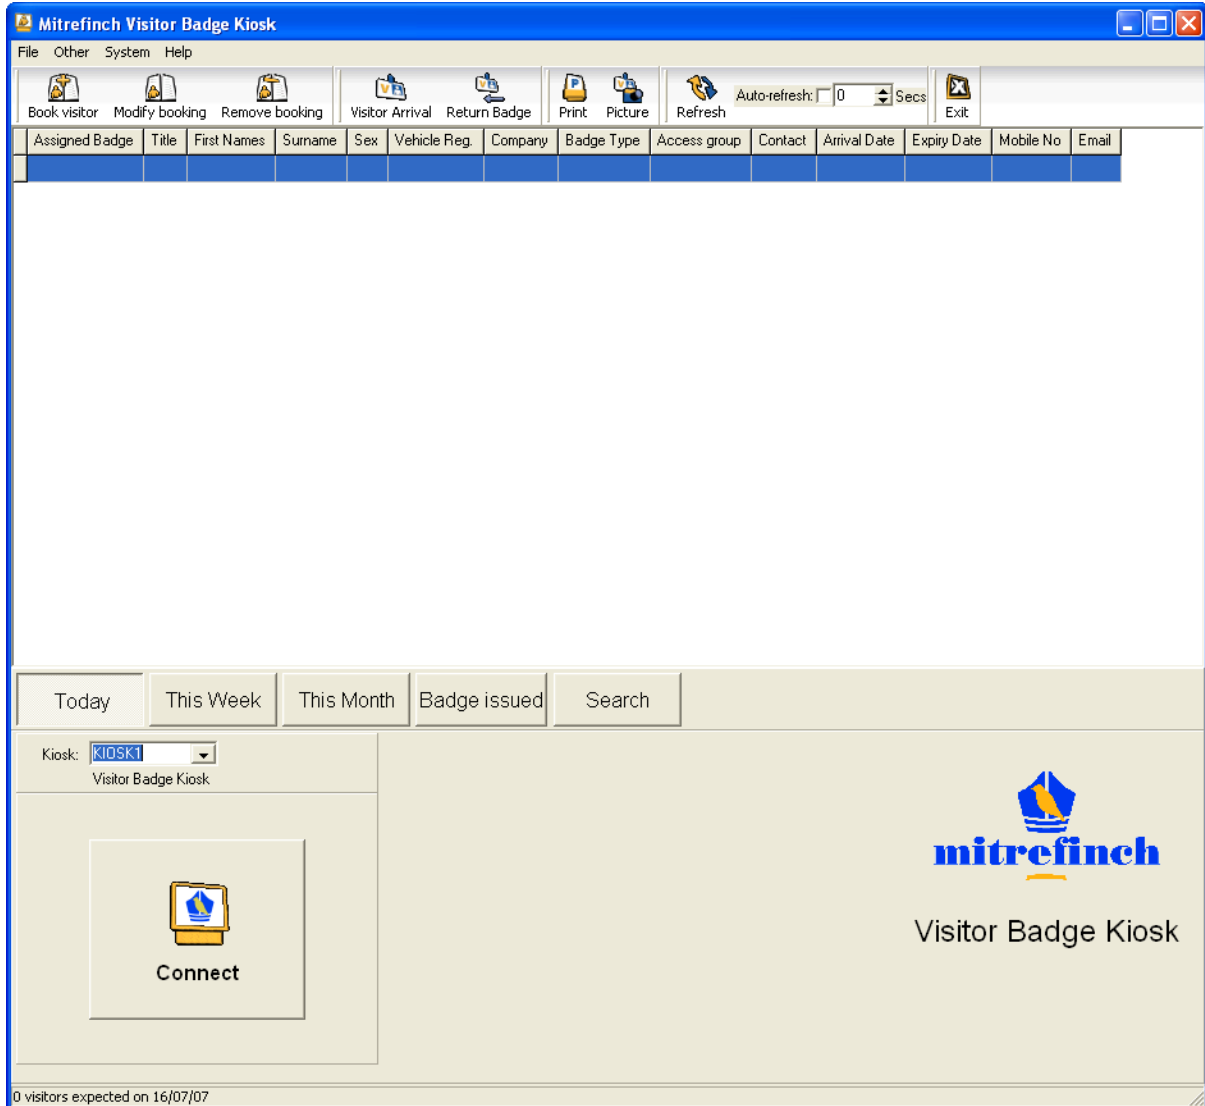 Mitrefinch Visitor Badge Kiosk
File Other System Help
Book visitor Modify booking Remove booking Visitor Arrival Return Badge Print Picture Refresh Auto-refresh: 0 Secs Exit
Assigned Badge Title First Names Surname Sex Vehicle Reg. Company Badge Type Access group Contact Arrival Date Expiry Date Mobile No Email
Today This Week This Month Badge issued Search
Kiosk: KIOSK1
Visitor Badge Kiosk
Connect
mitrefinch
Visitor Badge Kiosk
0 visitors expected on 16/07/07